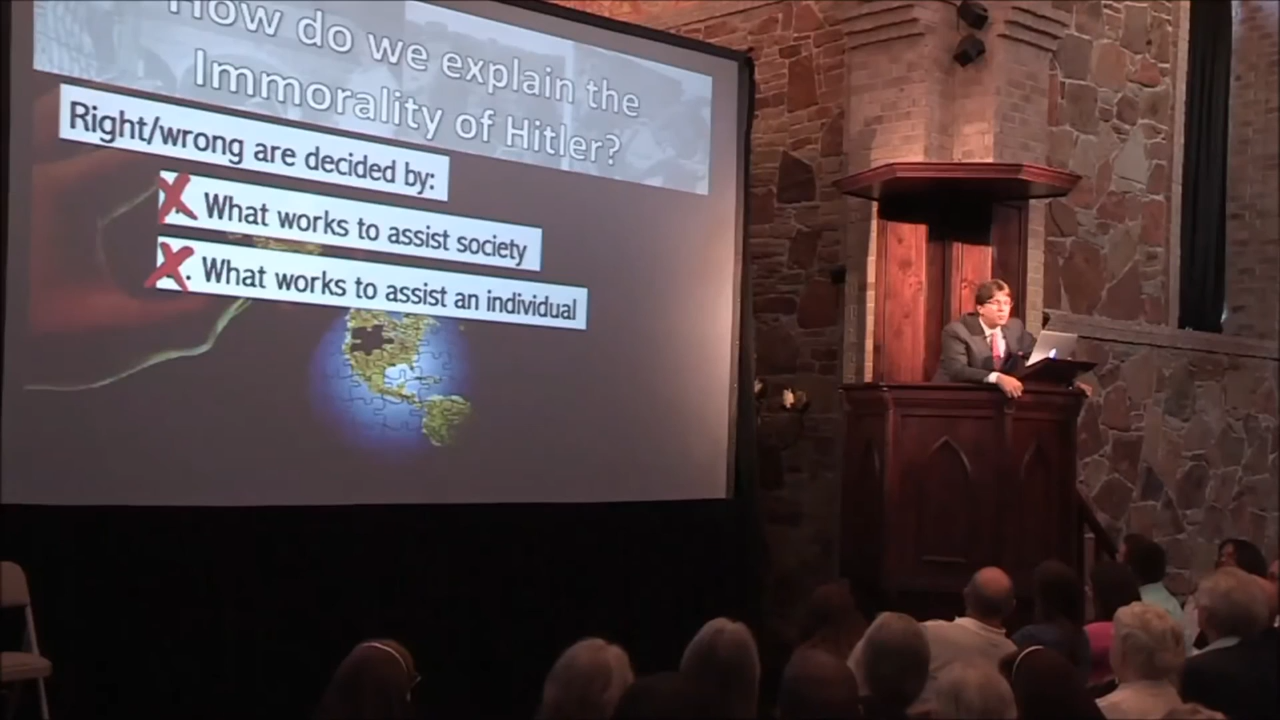 How do we explain the
Immorality of Hitler?
Right/wrong are decided by:
What works to assist society
. What works to assist an individual